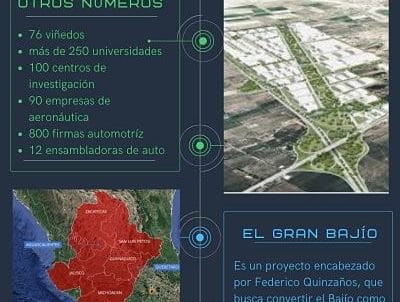 OTROS NÚMEROS
76 viñedos
más de 250 universidades
100 centros de
investigación
90 empresas de
aeronáutica
800 firmas automotríz
12 ensambladoras de auto
ZACATECAS
AGUASCALIENTES
SAN LUIS POTOSÍ
GUANAJUATO
QUERÉTARO
JALISCO
MICHOACÁN
EL GRAN BAJÍO
Es un proyecto encabezado
por Federico Quinzaños, que
busca convertir el Bajío como